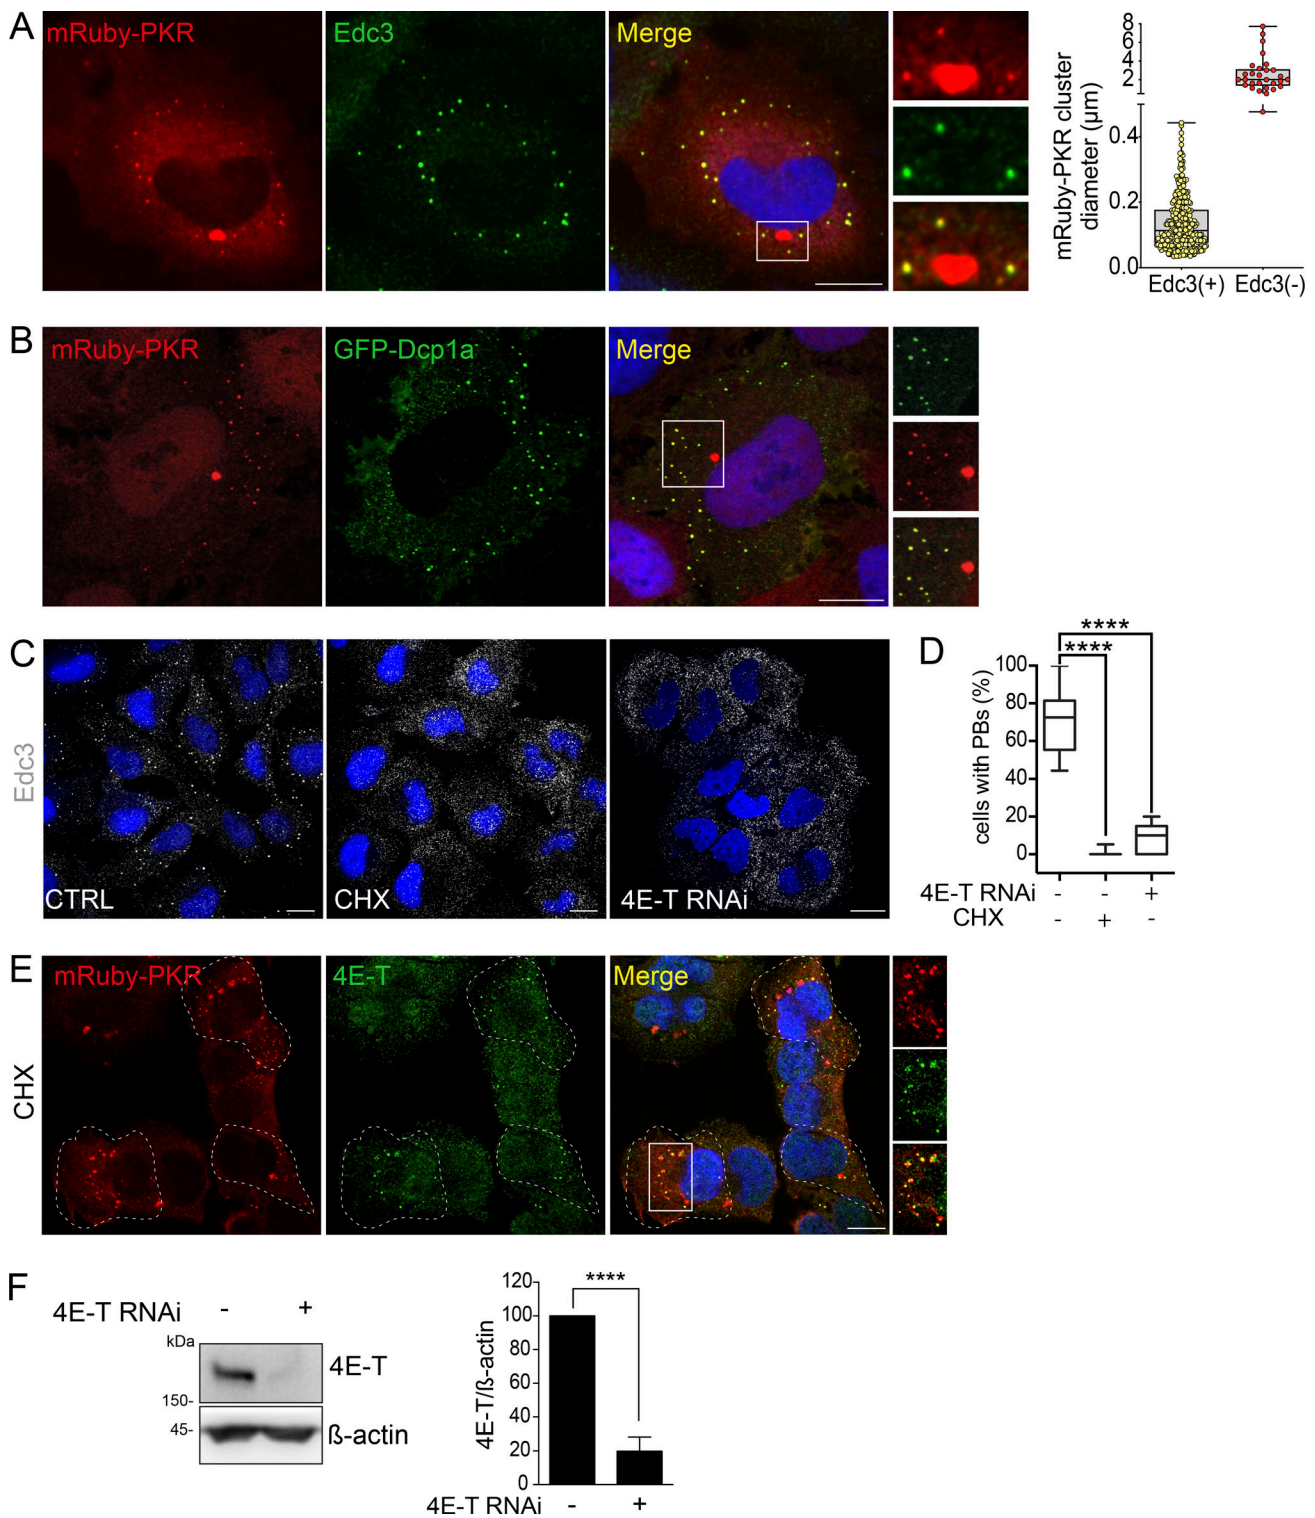 A
mRuby-PKR
Edc3
Merge
mRuby-PKR cluster
diameter (µm)
8
6
4
2
0.4
0.2
0.0
Edc3(+)
Edc3(-)
B
mRuby-PKR
GFP-Dcp1a
Merge
C
Edc3
CTRL
CHX
4E-T RNAi
D
cells with PBs (%)
100
80
60
40
20
0
****
****
4E-T RNAi - - +
CHX - + -
E
CHX
mRuby-PKR
4E-T
Merge
F
4E-T RNAi - +
kDa
4E-T
150-
45-
ß-actin
4E-T/ß-actin
120
100
80
60
40
20
0
****
4E-T RNAi - +